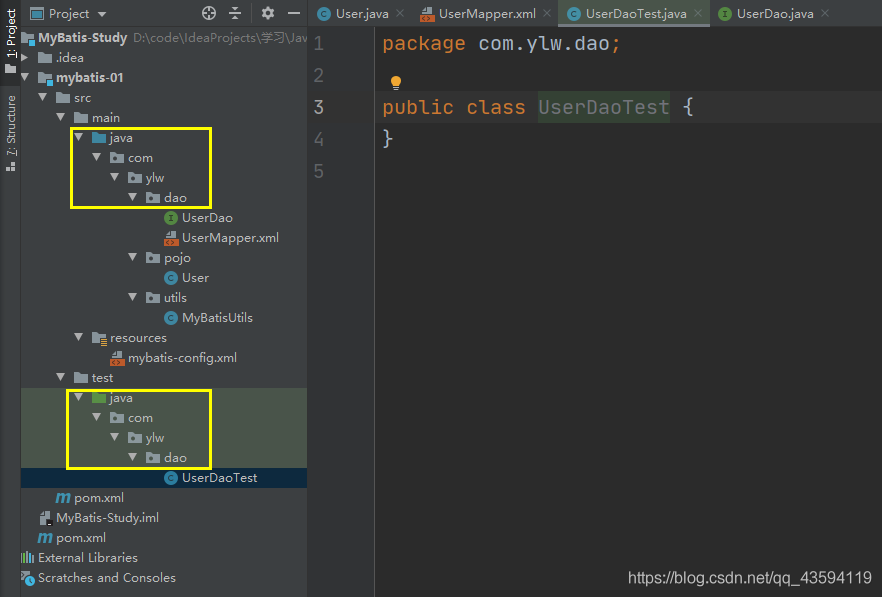 Project
User.java
UserMapper.xml
UserDaoTest.java
UserDao.java
1: Project
7: Structure
MyBatis-Study D:\code\IdeaProjects\学习\Jav
.idea
mybatis-01
src
main
java
com
ylw
dao
UserDao
UserMapper.xml
pojo
User
utils
MyBatisUtils
resources
mybatis-config.xml
test
java
com
ylw
dao
UserDaoTest
pom.xml
MyBatis-Study.iml
pom.xml
External Libraries
Scratches and Consoles
1 package com.ylw.dao;
2
3 public class UserDaoTest {
4 }
5
https://blog.csdn.net/qq_43594119